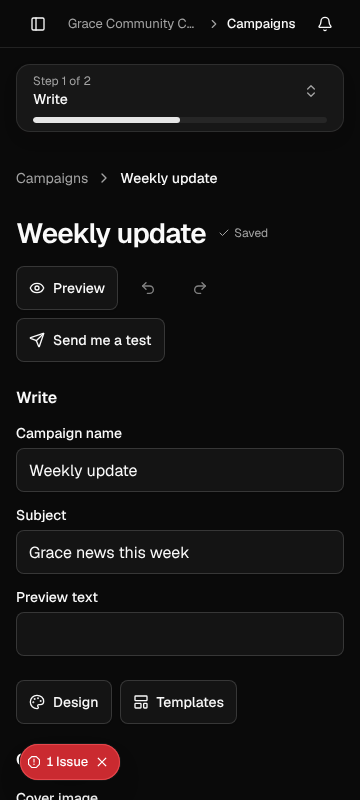 Grace Community C... > Campaigns
Step 1 of 2
Write
Campaigns > Weekly update
Weekly update
Saved
Preview
Send me a test
Write
Campaign name
Weekly update
Subject
Grace news this week
Preview text
Design
Templates
1 Issue
Cover image